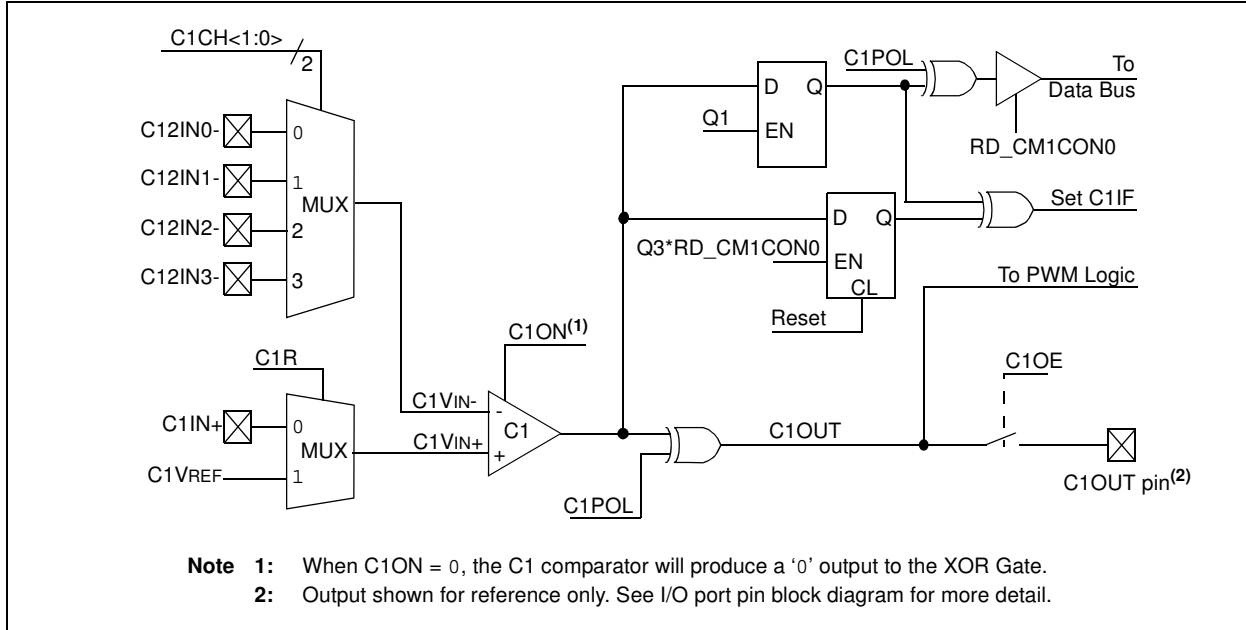 C1CH<1:0>
2
C12IN0-
C12IN1-
C12IN2-
C12IN3-
0
1
2
3
MUX
C1R
C1IN+
C1VREF
0
1
MUX
C1VIN-
C1VIN+
C1ON(1)
-
+
C1
D Q
Q1
EN
C1POL
To
Data Bus
RD_CM1CON0
D Q
Q3*RD_CM1CON0
EN
CL
Reset
Set C1IF
To PWM Logic
C1OE
C1OUT
C1POL
C1OUT pin(2)
Note 1: When C1ON = 0, the C1 comparator will produce a ‘0’ output to the XOR Gate.
2: Output shown for reference only. See I/O port pin block diagram for more detail.